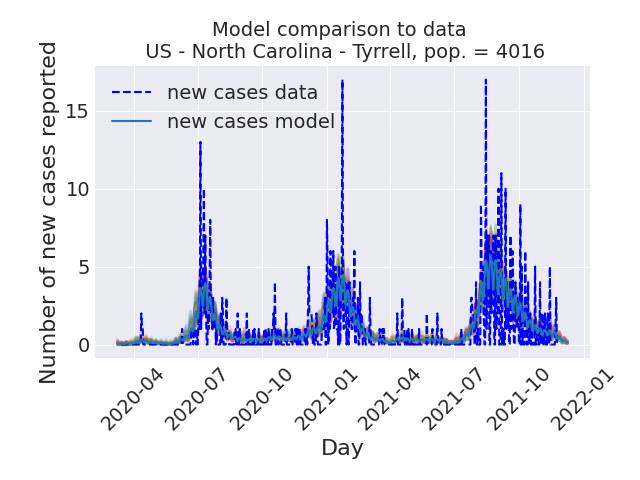 Model comparison to data
US - North Carolina - Tyrrell, pop. = 4016
new cases data
new cases model
Number of new cases reported
15
10
5
0
2020-04
2020-07
2020-10
2021-01
2021-04
2021-07
2021-10
2022-01
Day